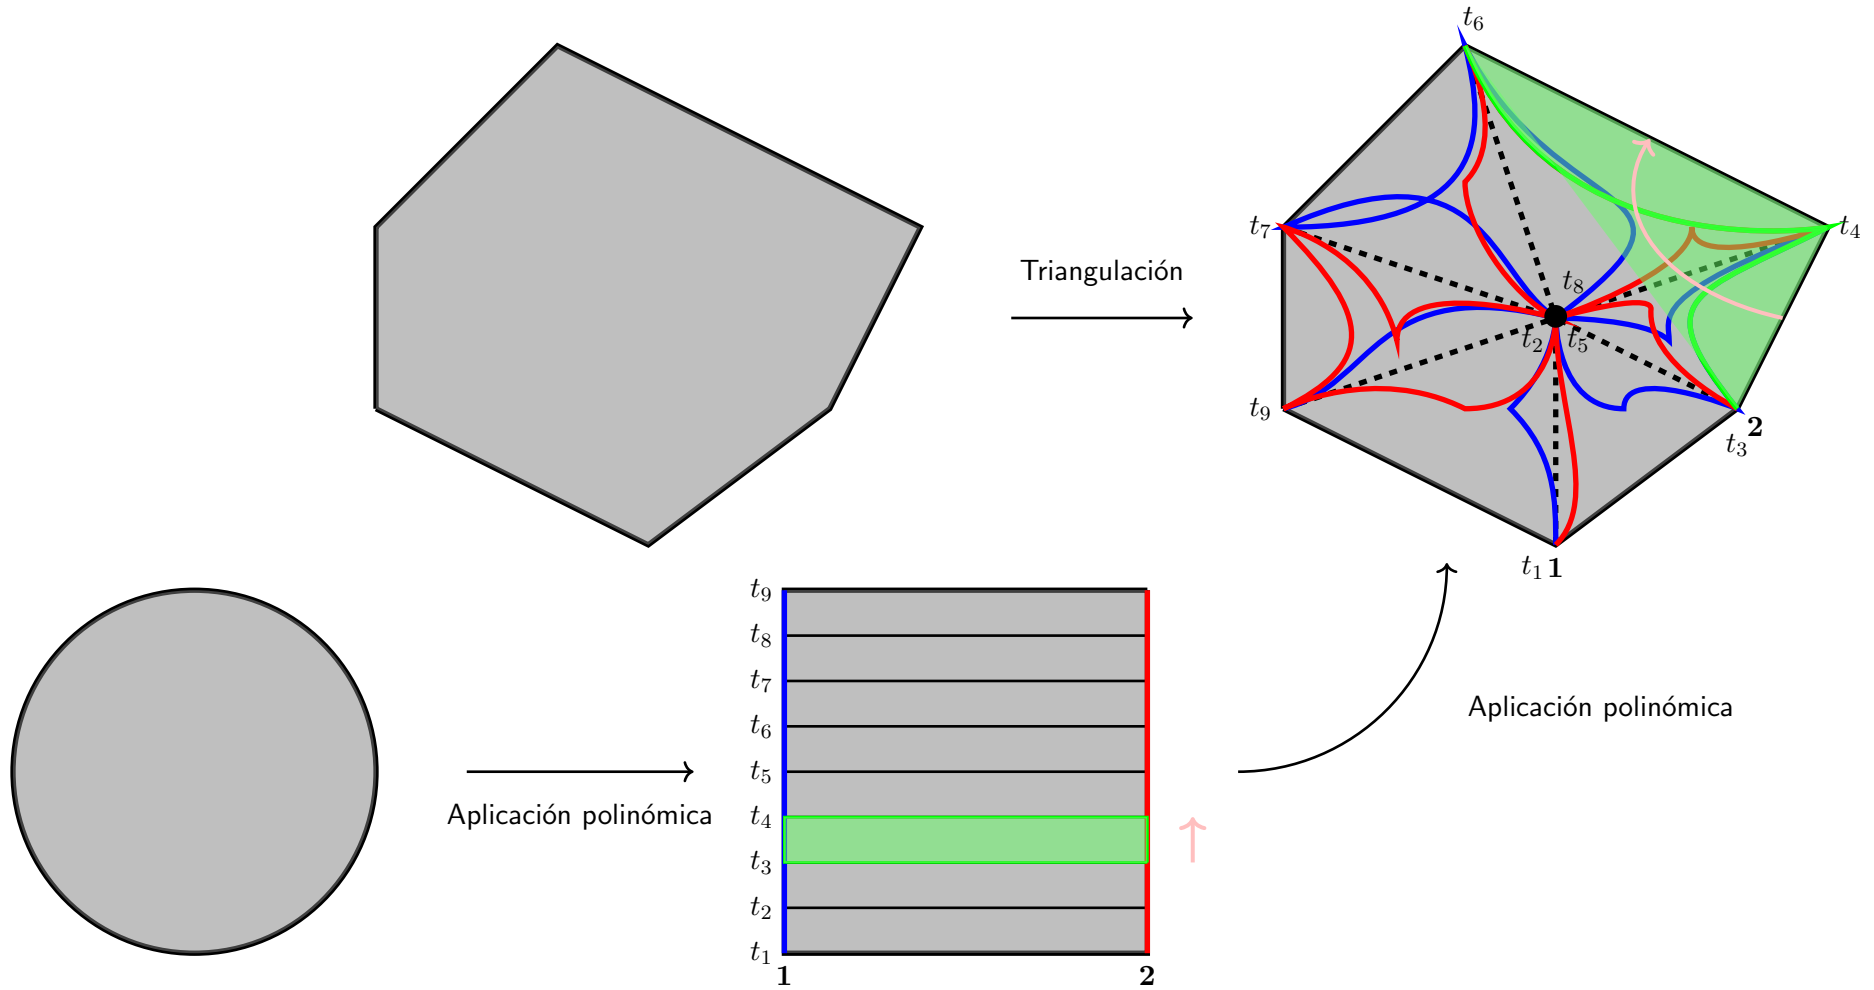 t₆
t₇
t₄
Triangulación
t₈
t₂
t₅
t₉
2
t₃
t₁ 1
t₉
t₈
t₇
t₆
t₅
t₄
t₃
t₂
t₁
1
2
Aplicación polinómica
Aplicación polinómica